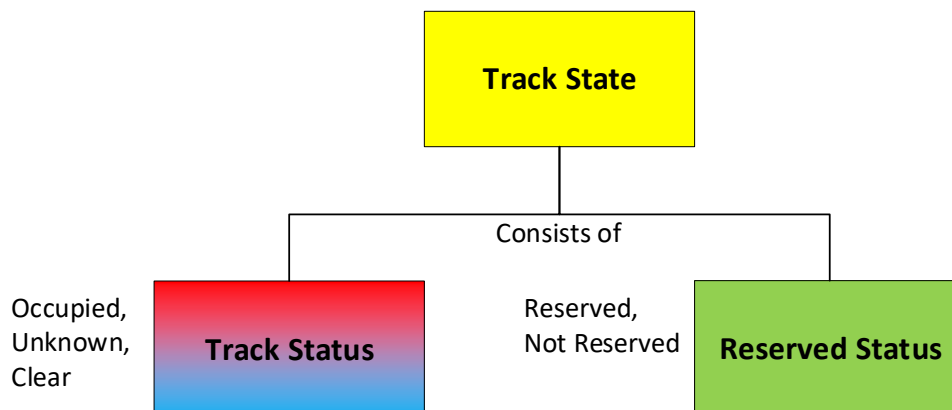 Track State
Consists of
Occupied,
Unknown,
Clear
Track Status
Reserved,
Not Reserved
Reserved Status